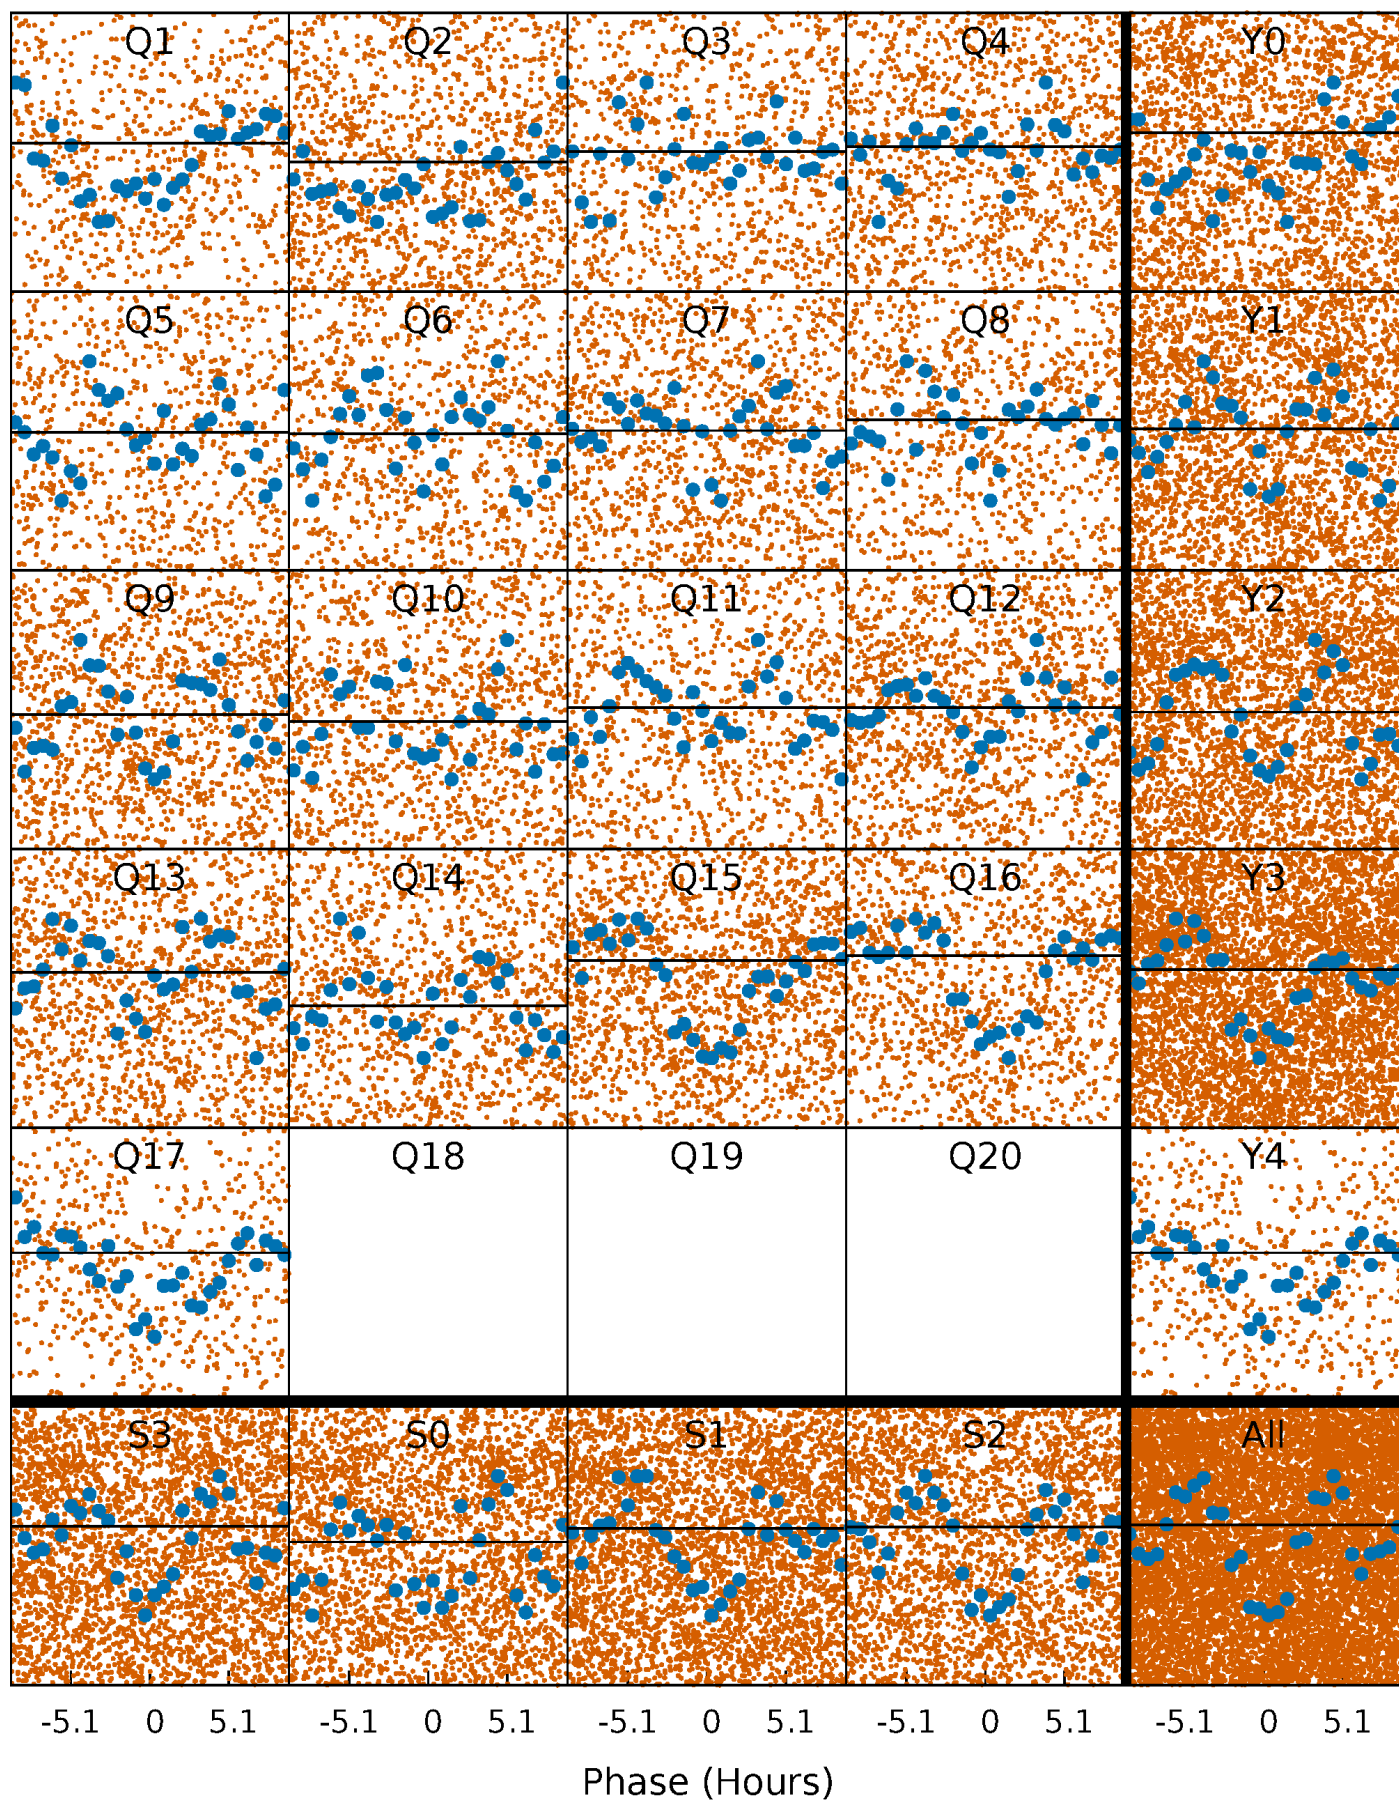 Q1 Q2 Q3 Q4 Y0
Q5 Q6 Q7 Q8 Y1
Q9 Q10 Q11 Q12 Y2
Q13 Q14 Q15 Q16 Y3
Q17 Q18 Q19 Q20 Y4
S3 S0 S1 S2 All
-5.1 0 5.1 -5.1 0 5.1 -5.1 0 5.1 -5.1 0 5.1 -5.1 0 5.1
Phase (Hours)